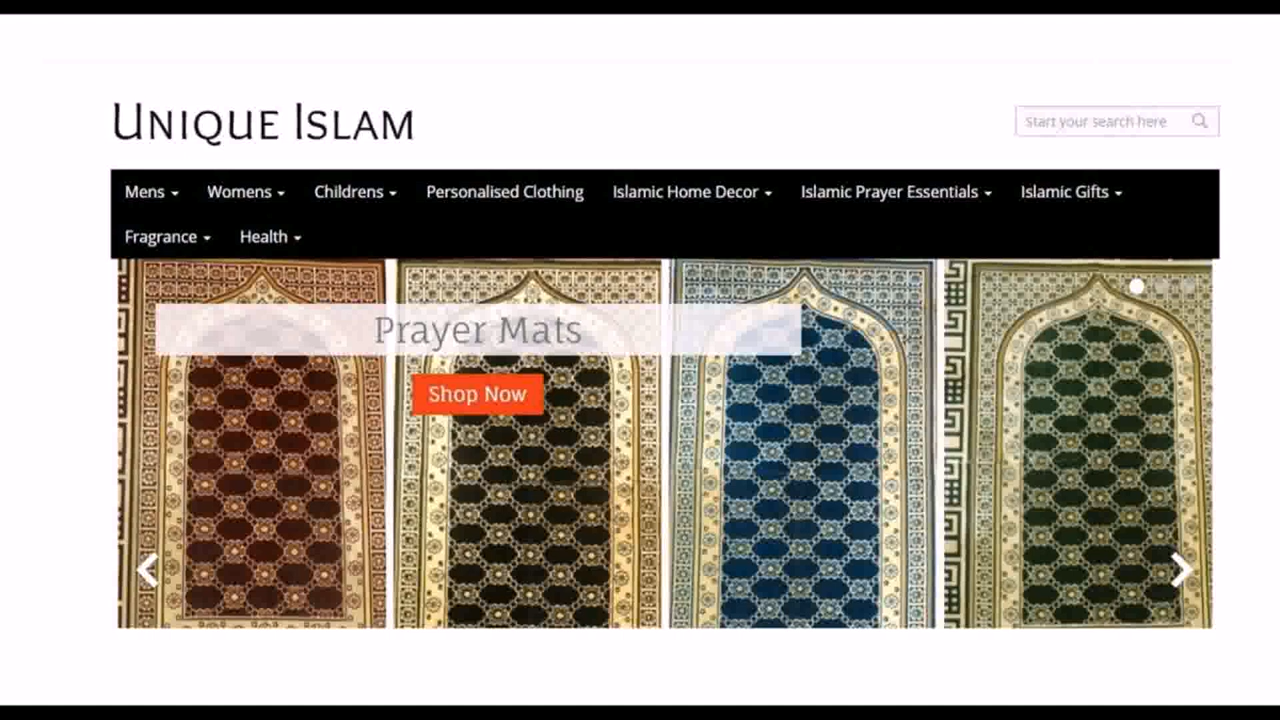 Unique Islam
Start your search here
Mens Womens Childrens Personalised Clothing Islamic Home Decor Islamic Prayer Essentials Islamic Gifts
Fragrance Health
Prayer Mats
Shop Now